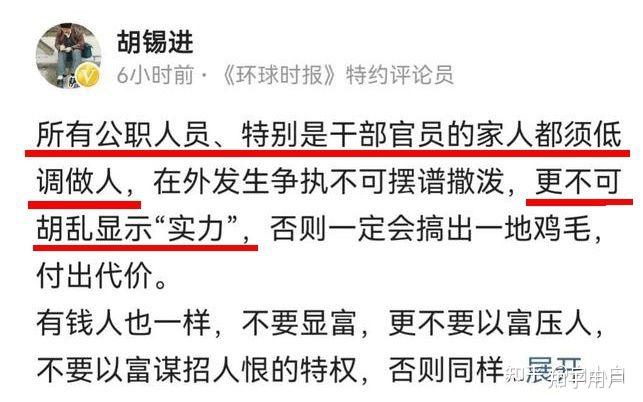 胡锡进
6小时前·《环球时报》特约评论员
所有公职人员、特别是干部官员的家人都须低
调做人，在外发生争执不可摆谱撒泼，更不可
胡乱显示“实力”，否则一定会搞出一地鸡毛，
付出代价。
有钱人也一样，不要显富，更不要以富压人，
不要以富谋招人恨的特权，否则同样…展开
知乎用户